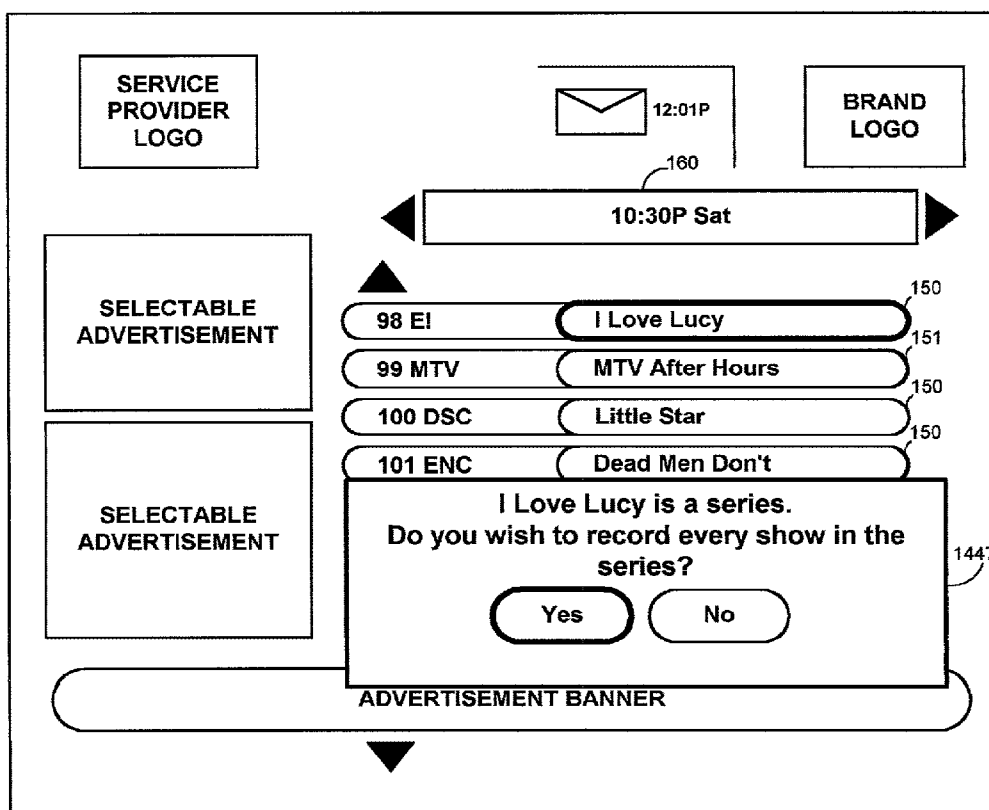 SERVICE
PROVIDER
LOGO
12:01P
BRAND
LOGO
160
10:30P Sat
SELECTABLE
ADVERTISEMENT
150
98 E!
I Love Lucy
151
99 MTV
MTV After Hours
150
100 DSC
Little Star
150
101 ENC
Dead Men Don't
SELECTABLE
ADVERTISEMENT
I Love Lucy is a series.
Do you wish to record every show in the
series?
1447
Yes
No
ADVERTISEMENT BANNER